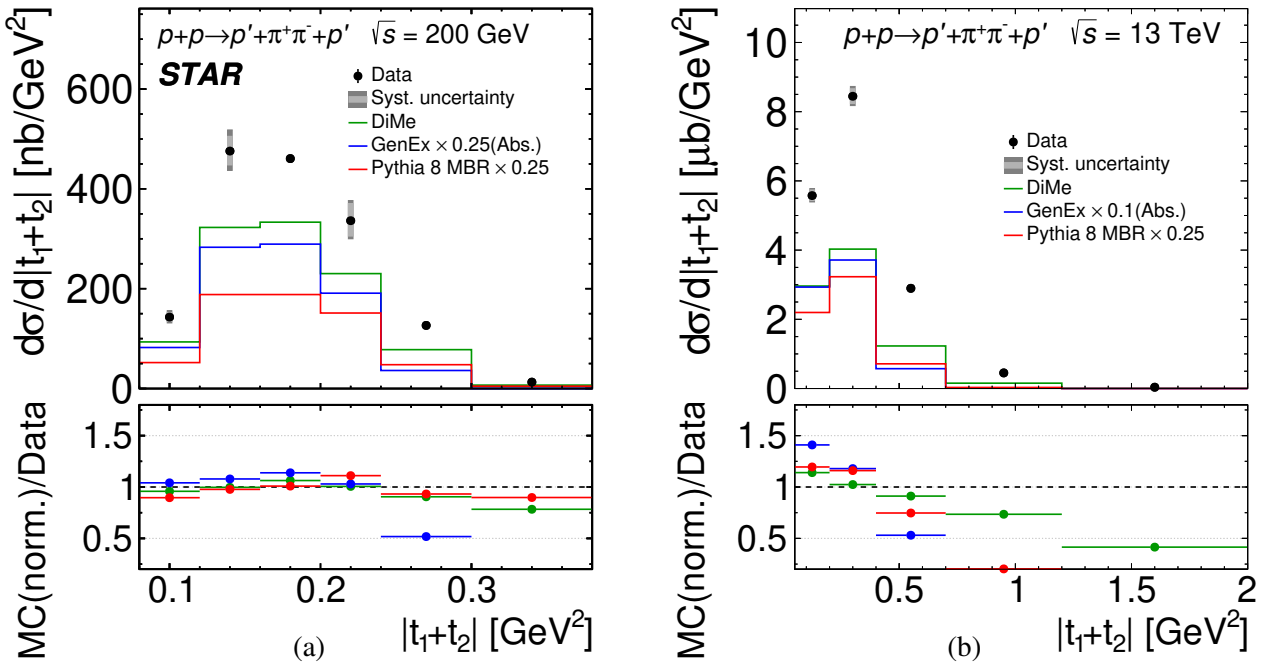 p+p→p′+π⁺π⁻+p′ √s = 200 GeV
STAR
Data
Syst. uncertainty
DiMe
GenEx × 0.25(Abs.)
Pythia 8 MBR × 0.25
dσ/d|t₁+t₂| [nb/GeV²]
600
400
200
0
MC(norm.)/Data
1.5
1
0.5
0.1
0.2
0.3
|t₁+t₂| [GeV²]
(a)
p+p→p′+π⁺π⁻+p′ √s = 13 TeV
Data
Syst. uncertainty
DiMe
GenEx × 0.1(Abs.)
Pythia 8 MBR × 0.25
dσ/d|t₁+t₂| [μb/GeV²]
10
8
6
4
2
0
MC(norm.)/Data
1.5
1
0.5
0.5
1
1.5
2
|t₁+t₂| [GeV²]
(b)